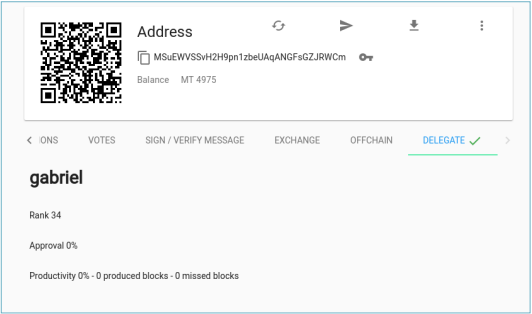 Address
MSuEWVSSvH2H9pn1zbeUAqANGFsGZJRWCm
Balance MT 4975
IONS VOTES SIGN / VERIFY MESSAGE EXCHANGE OFFCHAIN DELEGATE
gabriel
Rank 34
Approval 0%
Productivity 0% - 0 produced blocks - 0 missed blocks